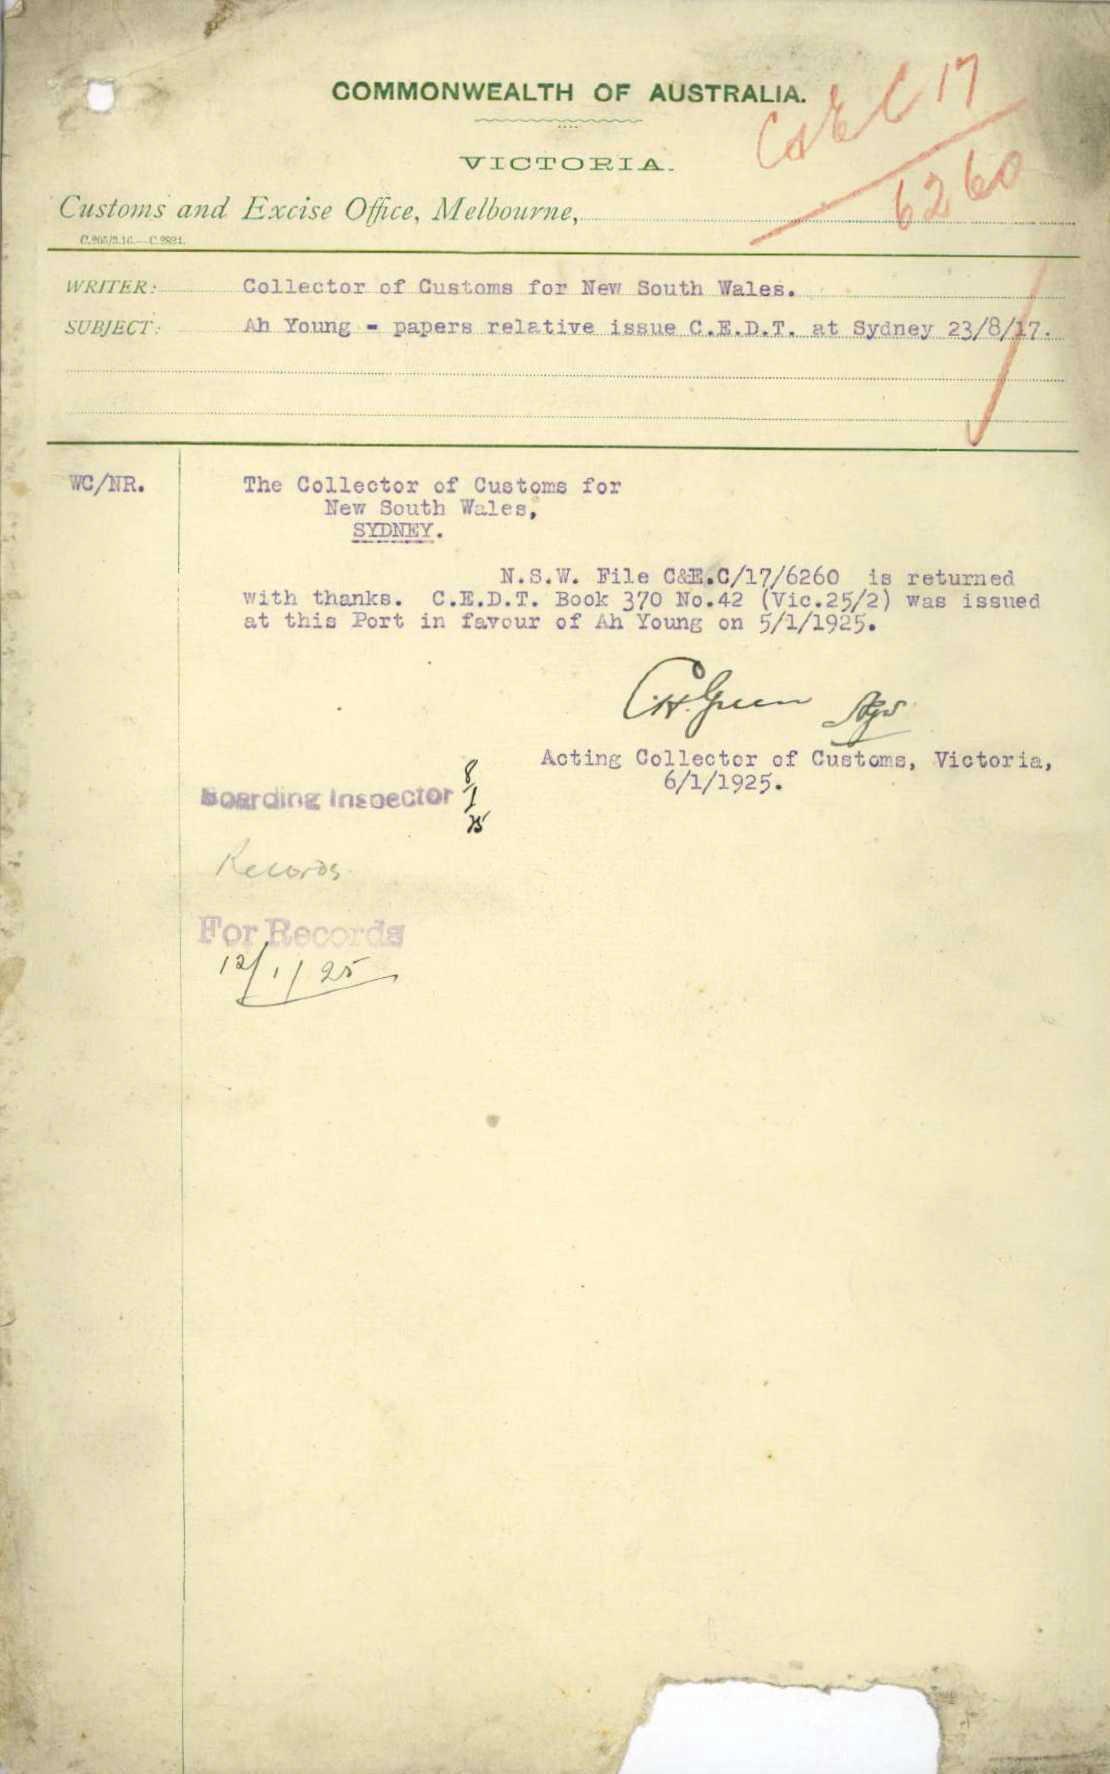 COMMONWEALTH OF AUSTRALIA.
C&EC 17
6260
VICTORIA.
Customs and Excise Office, Melbourne,
WRITER: Collector of Customs for New South Wales.
SUBJECT: Ah Young - papers relative issue C.E.D.T. at Sydney 23/8/17.
WC/NR.
The Collector of Customs for
New South Wales,
SYDNEY.
N.S.W. File C&E.C/17/6260 is returned
with thanks. C.E.D.T. Book 370 No.42 (Vic.25/2) was issued
at this Port in favour of Ah Young on 5/1/1925.
C.H. Green
Acting Collector of Customs, Victoria,
6/1/1925.
Boarding Inspector 8/1/25
Records
For Records
12/1/25